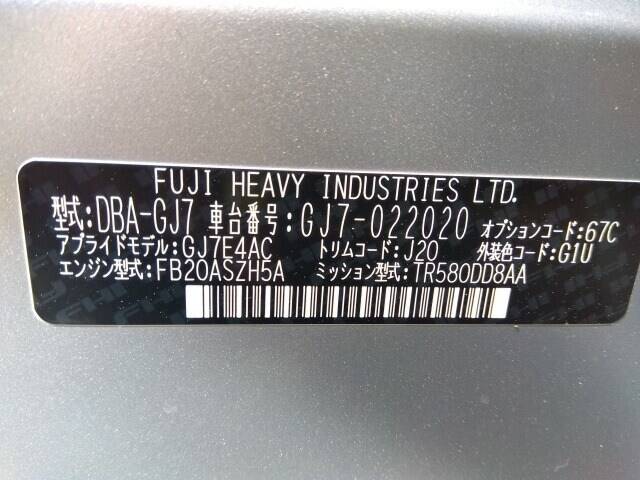 FUJI HEAVY INDUSTRIES LTD.
型式:DBA-GJ7 車台番号:GJ7-022020 オプションコード:67C
アプライドモデル:GJ7E4AC トリムコード:J20 外装色コード:G1U
エンジン型式:FB20ASZH5A ミッション型式:TR580DD8AA